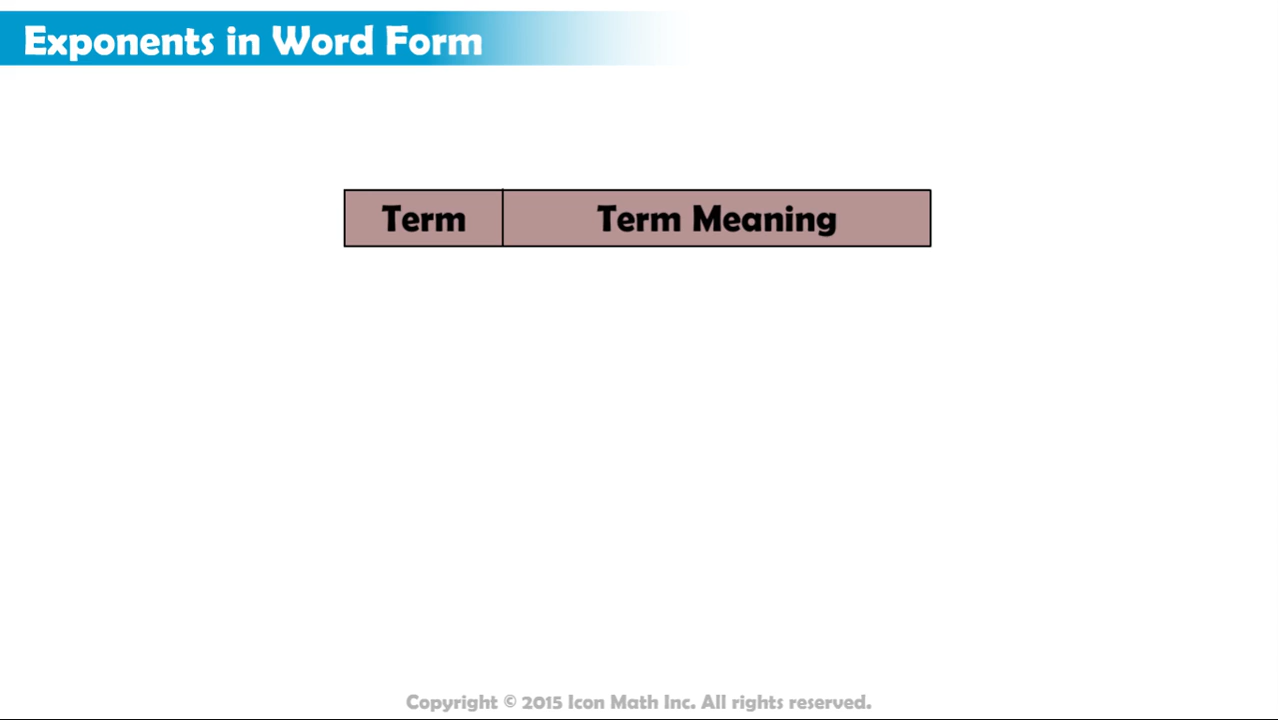 Exponents in Word Form
Term Term Meaning
Copyright © 2015 Icon Math Inc. All rights reserved.